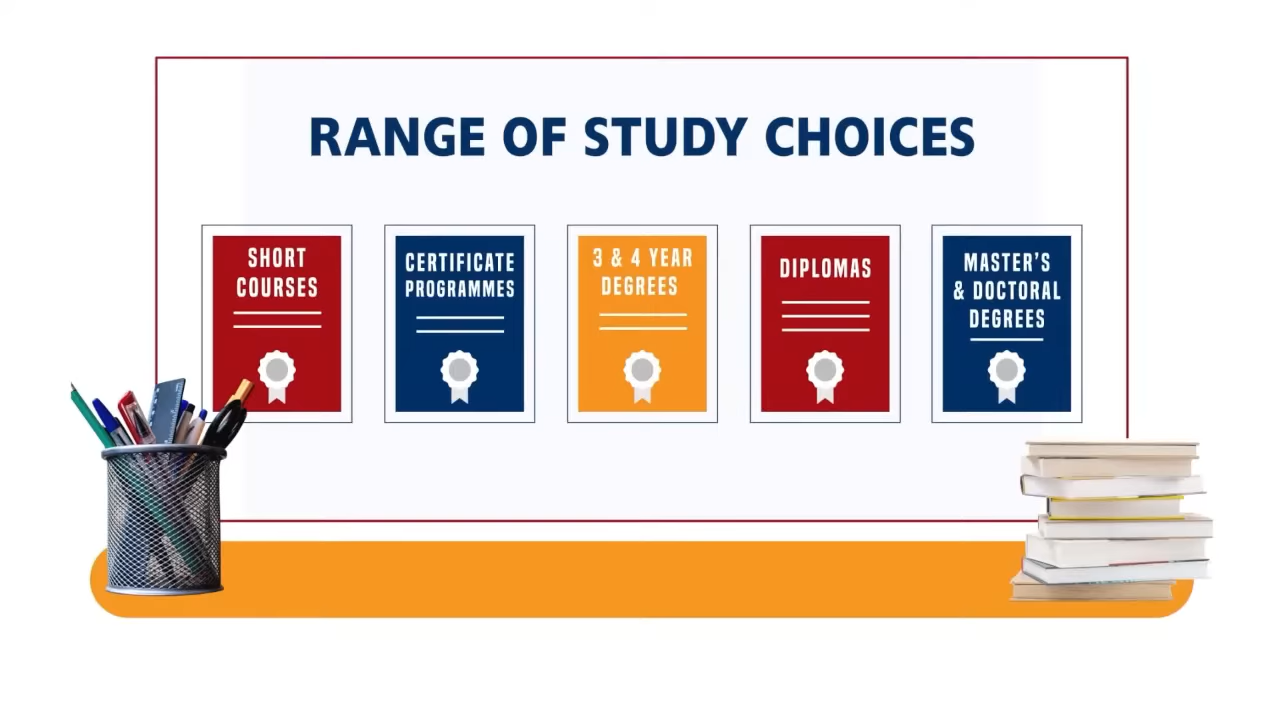 RANGE OF STUDY CHOICES
SHORT
COURSES
CERTIFICATE
PROGRAMMES
3 & 4 YEAR
DEGREES
DIPLOMAS
MASTER'S
& DOCTORAL
DEGREES